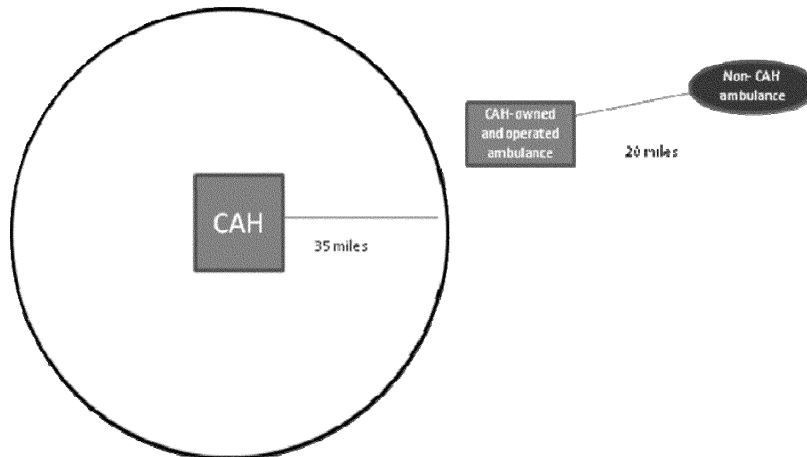 Non- CAH
ambulance
CAH-owned
and operated
ambulance
20 miles
CAH
35 miles